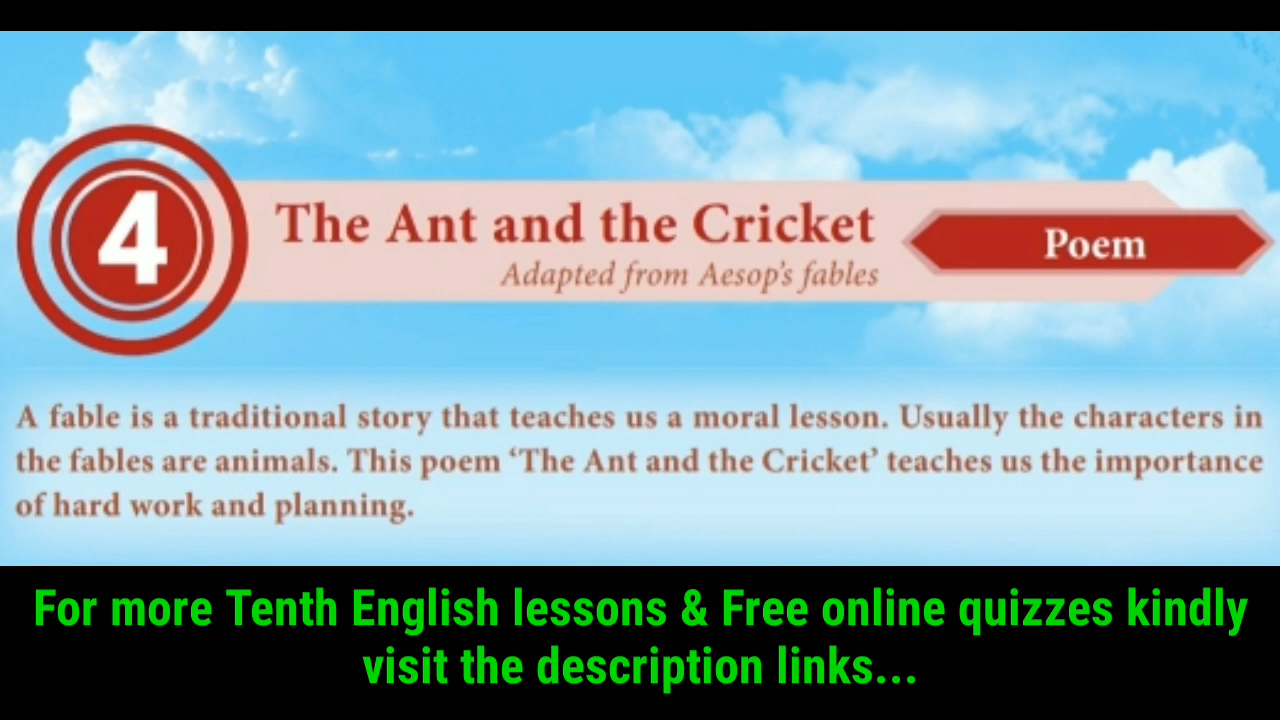 4
The Ant and the Cricket
Adapted from Aesop's fables
Poem
A fable is a traditional story that teaches us a moral lesson. Usually the characters in
the fables are animals. This poem ‘The Ant and the Cricket’ teaches us the importance
of hard work and planning.
For more Tenth English lessons & Free online quizzes kindly
visit the description links...